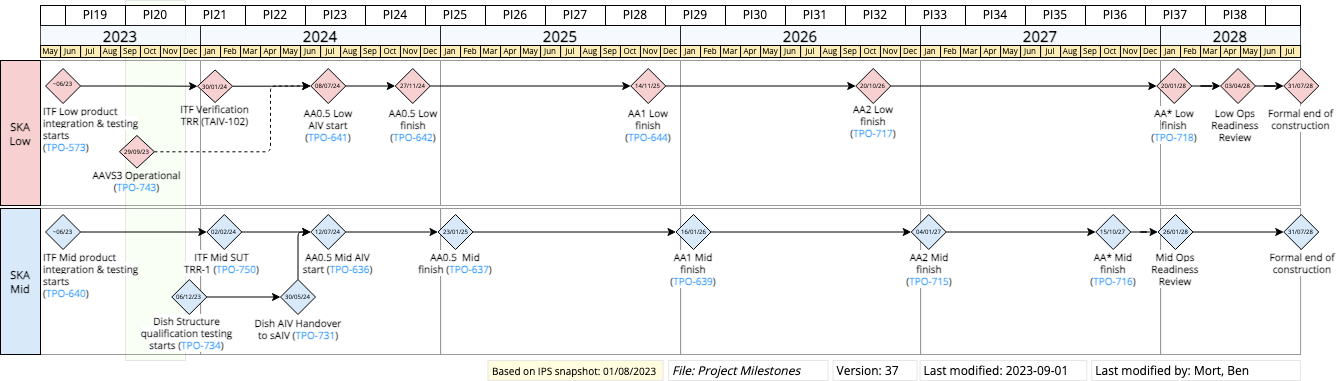 PI19 PI20 PI21 PI22 PI23 PI24 PI25 PI26 PI27 PI28 PI29 PI30 PI31 PI32 PI33 PI34 PI35 PI36 PI37 PI38
2023 2024 2025 2026 2027 2028
May Jun Jul Aug Sep Oct Nov Dec Jan Feb Mar Apr May Jun Jul Aug Sep Oct Nov Dec Jan Feb Mar Apr May Jun Jul Aug Sep Oct Nov Dec Jan Feb Mar Apr May Jun Jul Aug Sep Oct Nov Dec Jan Feb Mar Apr May Jun Jul Aug Sep Oct Nov Dec Jan Feb Mar Apr May Jun Jul
SKA
Low
~06/23
ITF Low product
integration & testing
starts
(TPO-573)
29/09/23
AAVS3 Operational
(TPO-743)
30/01/24
ITF Verification
TRR (TAIV-102)
08/07/24
AA0.5 Low
AIV start
(TPO-641)
27/11/24
AA0.5 Low
finish
(TPO-642)
14/11/25
AA1 Low
finish
(TPO-644)
20/10/26
AA2 Low
finish
(TPO-717)
20/01/28
AA* Low
finish
(TPO-718)
03/04/28
Low Ops
Readiness
Review
31/07/28
Formal end of
construction
SKA
Mid
~06/23
ITF Mid product
integration & testing
starts
(TPO-640)
02/02/24
ITF Mid SUT
TRR-1 (TPO-750)
06/12/23
Dish Structure
qualification testing
starts (TPO-734)
30/05/24
Dish AIV Handover
to sAIV (TPO-731)
12/07/24
AA0.5 Mid AIV
start (TPO-636)
23/01/25
AA0.5 Mid
finish (TPO-637)
16/01/26
AA1 Mid
finish
(TPO-639)
04/01/27
AA2 Mid
finish
(TPO-715)
15/10/27
AA* Mid
finish
(TPO-716)
26/01/28
Mid Ops
Readiness
Review
31/07/28
Formal end of
construction
Based on IPS snapshot: 01/08/2023
File: Project Milestones
Version: 37
Last modified: 2023-09-01
Last modified by: Mort, Ben